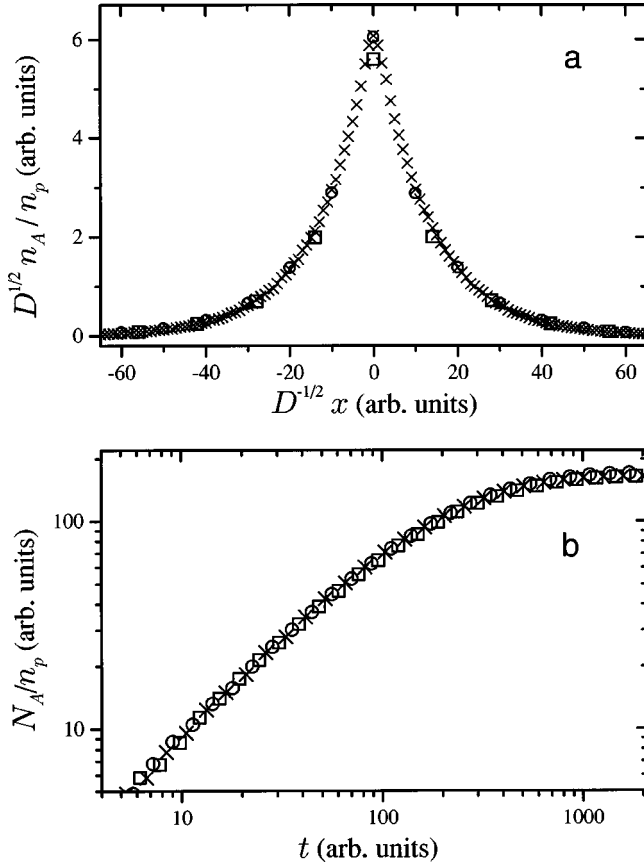 a
6
4
2
0
D^{1/2} n_A / n_p (arb. units)
-60 -40 -20 0 20 40 60
D^{-1/2} x (arb. units)
b
100
10
N_A/n_p (arb. units)
10 100 1000
t (arb. units)